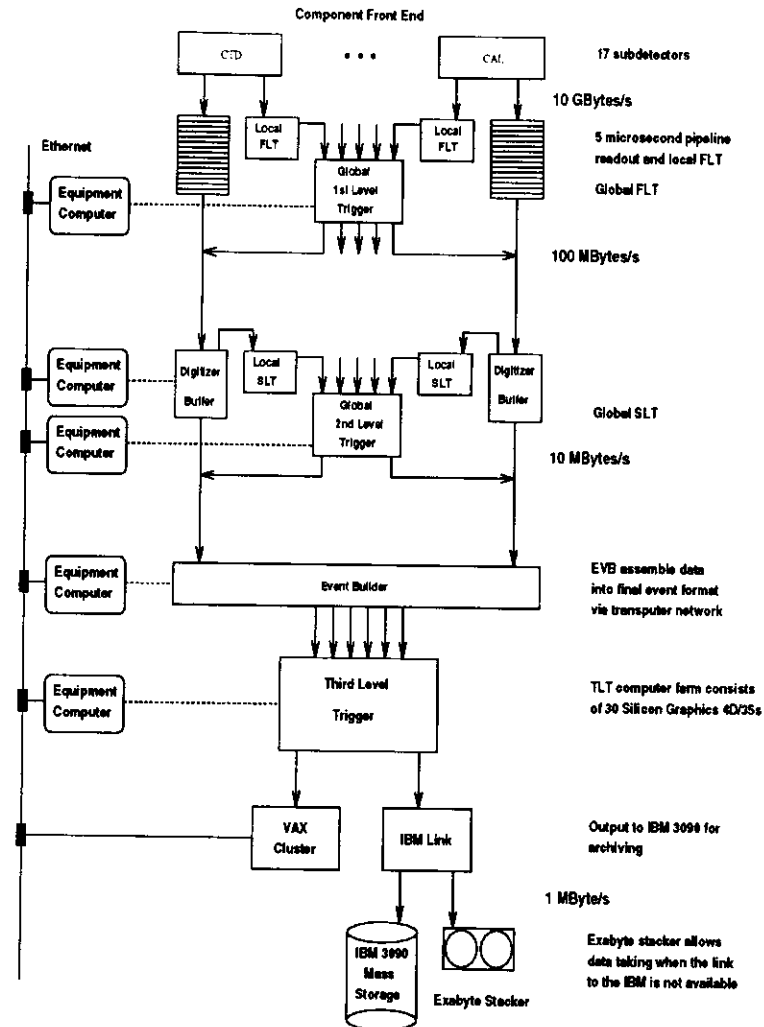 Component Front End
CTD
• • •
CAL
17 subdetectors
10 GBytes/s
Ethernet
Local
FLT
Local
FLT
5 microsecond pipeline
readout and local FLT
Equipment
Computer
Global
1st Level
Trigger
Global FLT
100 MBytes/s
Equipment
Computer
Digitizer
Buffer
Local
SLT
Local
SLT
Digitizer
Buffer
Equipment
Computer
Global
2nd Level
Trigger
Global SLT
10 MBytes/s
Equipment
Computer
Event Builder
EVB assemble data
into final event format
via transputer network
Equipment
Computer
Third Level
Trigger
TLT computer farm consists
of 30 Silicon Graphics 4D/35s
VAX
Cluster
IBM Link
Output to IBM 3090 for
archiving
1 MByte/s
IBM 3090
Mass
Storage
Exabyte Stacker
Exabyte stacker allows
data taking when the link
to the IBM is not available